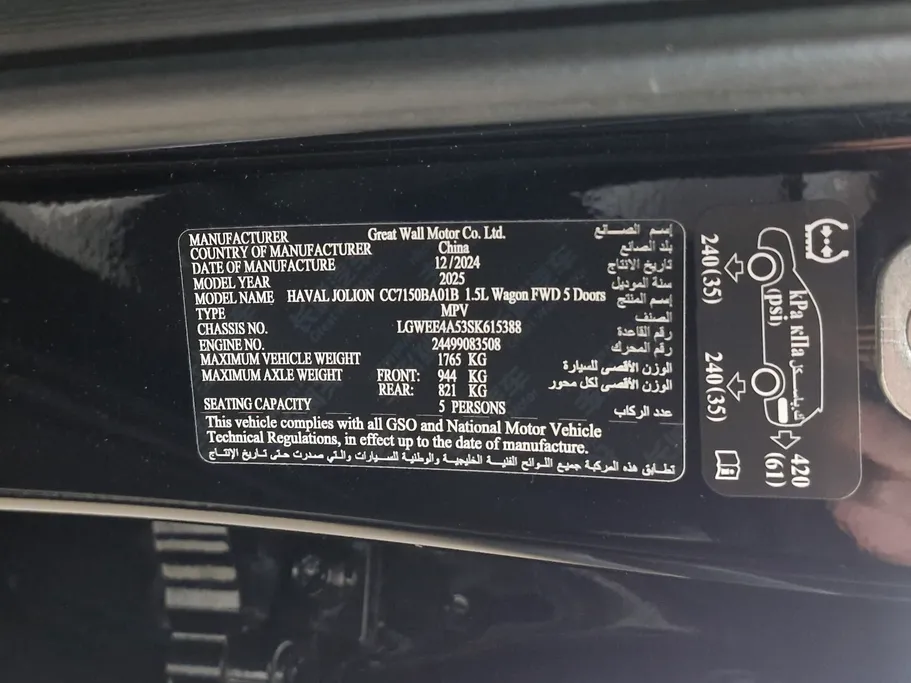 MANUFACTURER Great Wall Motor Co. Ltd. إسم الصانع
COUNTRY OF MANUFACTURER China بلد الصانع
DATE OF MANUFACTURE 12/2024 تاريخ الانتاج
MODEL YEAR 2025 سنة الموديل
MODEL NAME HAVAL JOLION CC7150BA01B 1.5L Wagon FWD 5 Doors إسم المنتج
TYPE MPV الصنف
CHASSIS NO. LGWEE4A53SK615388 رقم القاعدة
ENGINE NO. 24499083508 رقم المحرك
MAXIMUM VEHICLE WEIGHT 1765 KG الوزن الأقصى للسيارة
MAXIMUM AXLE WEIGHT FRONT: 944 KG الوزن الأقصى لكل محور
REAR: 821 KG
SEATING CAPACITY 5 PERSONS عدد الركاب
This vehicle complies with all GSO and National Motor Vehicle
Technical Regulations, in effect up to the date of manufacture.
تطابق هذه المركبة جميع اللوائح الفنية الخليجية والوطنية للسيارات والتي صدرت حتى تاريخ الإنتاج
kPa кПа كيلوباسكال
(psi)
240(35)
240(35)
420
(61)